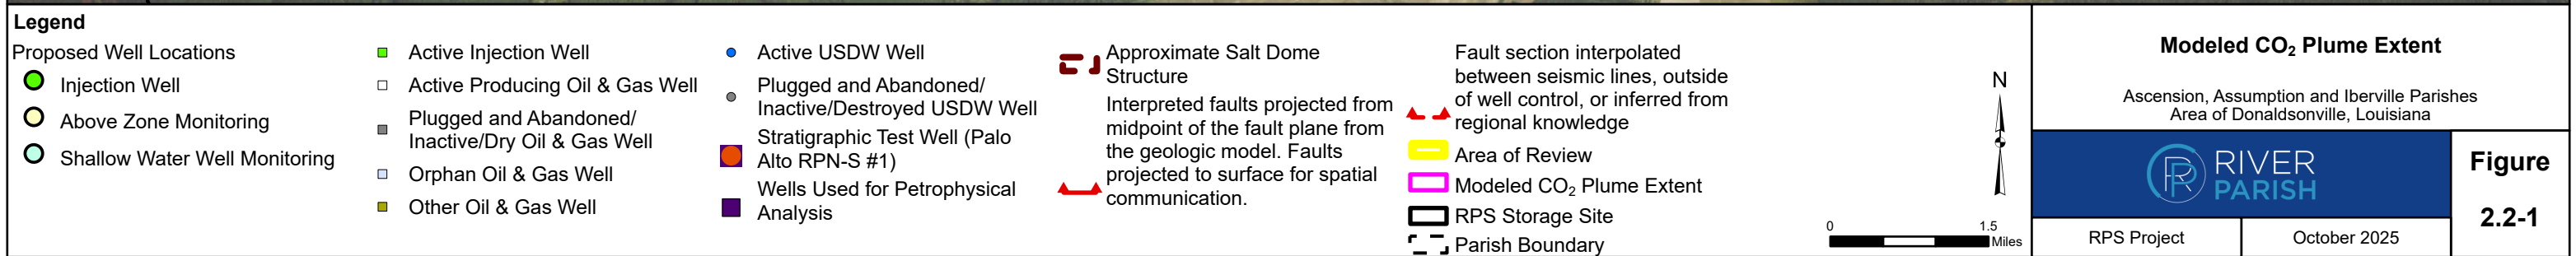 Legend
Proposed Well Locations
Injection Well
Above Zone Monitoring
Shallow Water Well Monitoring
Active Injection Well
Active Producing Oil & Gas Well
Plugged and Abandoned/
Inactive/Dry Oil & Gas Well
Orphan Oil & Gas Well
Other Oil & Gas Well
Active USDW Well
Plugged and Abandoned/
Inactive/Destroyed USDW Well
Stratigraphic Test Well (Palo
Alto RPN-S #1)
Wells Used for Petrophysical
Analysis
Approximate Salt Dome
Structure
Interpreted faults projected from
midpoint of the fault plane from
the geologic model. Faults
projected to surface for spatial
communication.
Fault section interpolated
between seismic lines, outside
of well control, or inferred from
regional knowledge
Area of Review
Modeled CO₂ Plume Extent
RPS Storage Site
Parish Boundary
N
0 1.5
Miles
Modeled CO₂ Plume Extent
Ascension, Assumption and Iberville Parishes
Area of Donaldsonville, Louisiana
RIVER
PARISH
RPS Project
October 2025
Figure
2.2-1